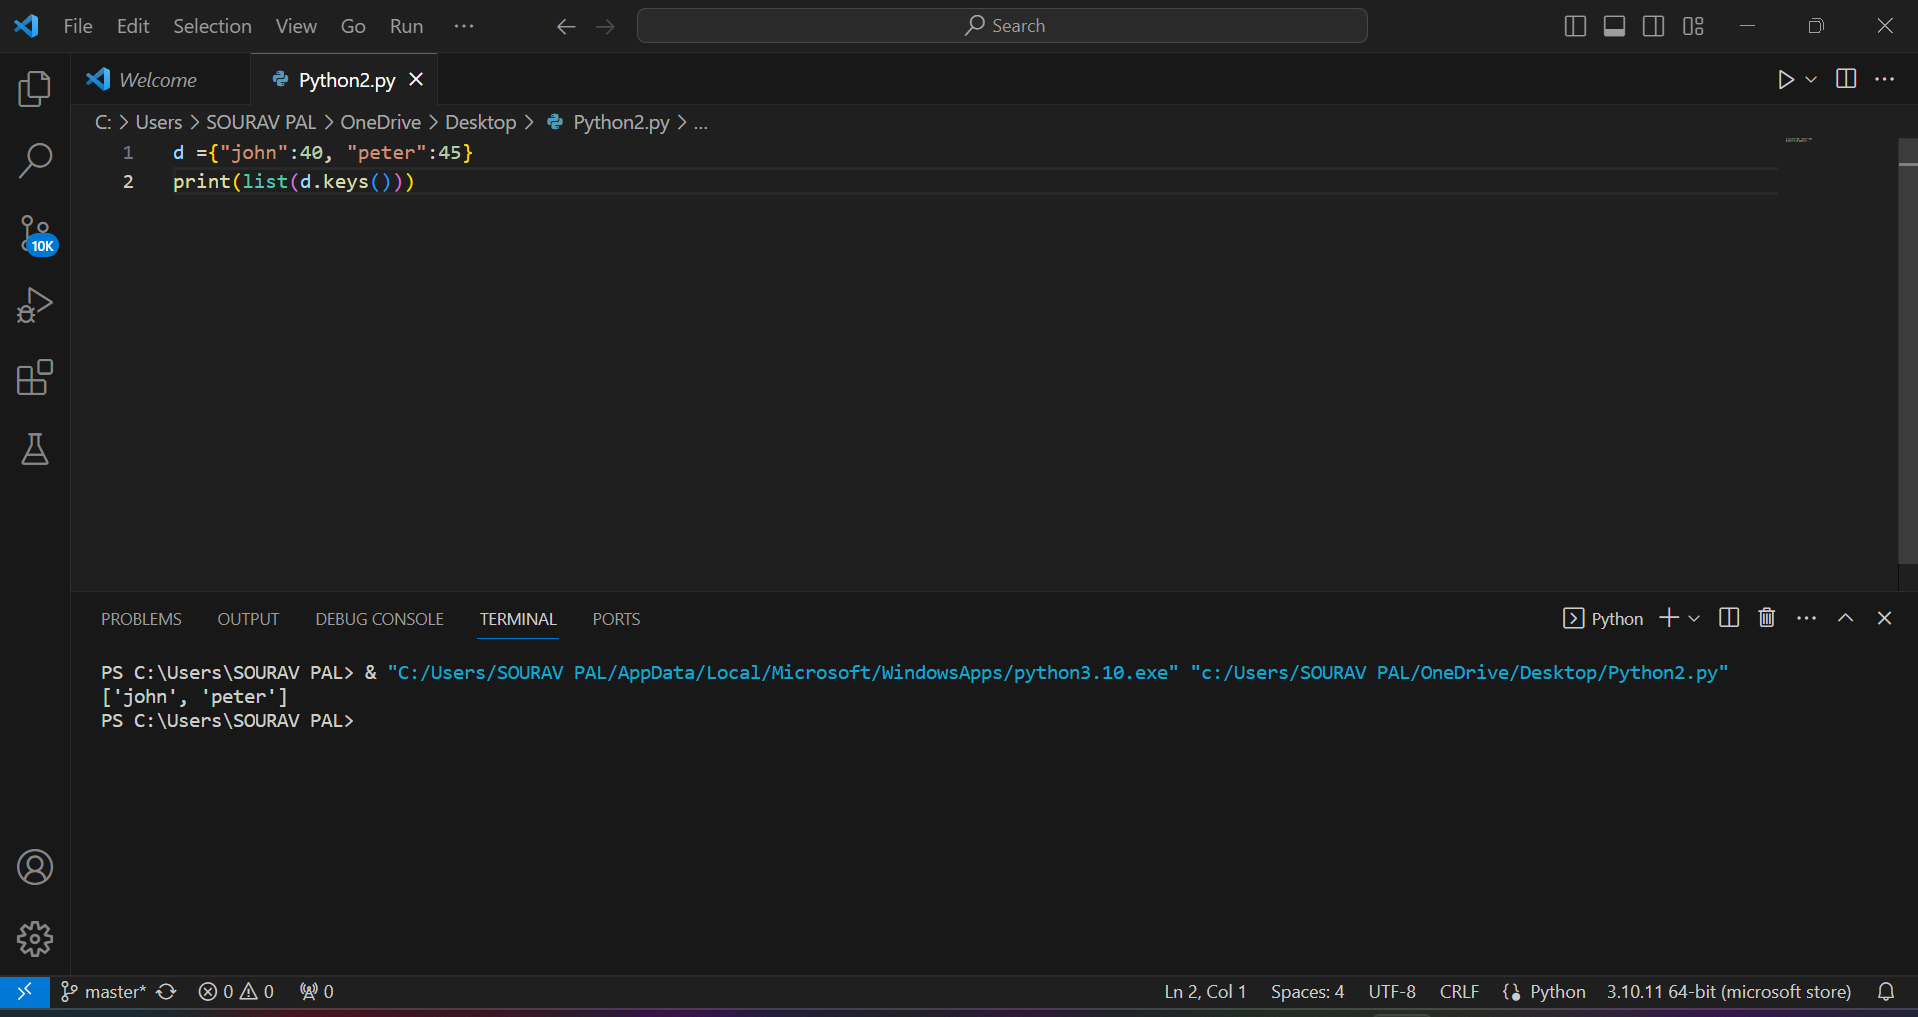 File Edit Selection View Go Run ··· Search
Welcome Python2.py
C: > Users > SOURAV PAL > OneDrive > Desktop > Python2.py > ...
1 d ={"john":40, "peter":45}
2 print(list(d.keys()))
10K
PROBLEMS OUTPUT DEBUG CONSOLE TERMINAL PORTS Python
PS C:\Users\SOURAV PAL> & "C:/Users/SOURAV PAL/AppData/Local/Microsoft/WindowsApps/python3.10.exe" "c:/Users/SOURAV PAL/OneDrive/Desktop/Python2.py"
['john', 'peter']
PS C:\Users\SOURAV PAL>
master* 0 0 0 Ln 2, Col 1 Spaces: 4 UTF-8 CRLF Python 3.10.11 64-bit (microsoft store)